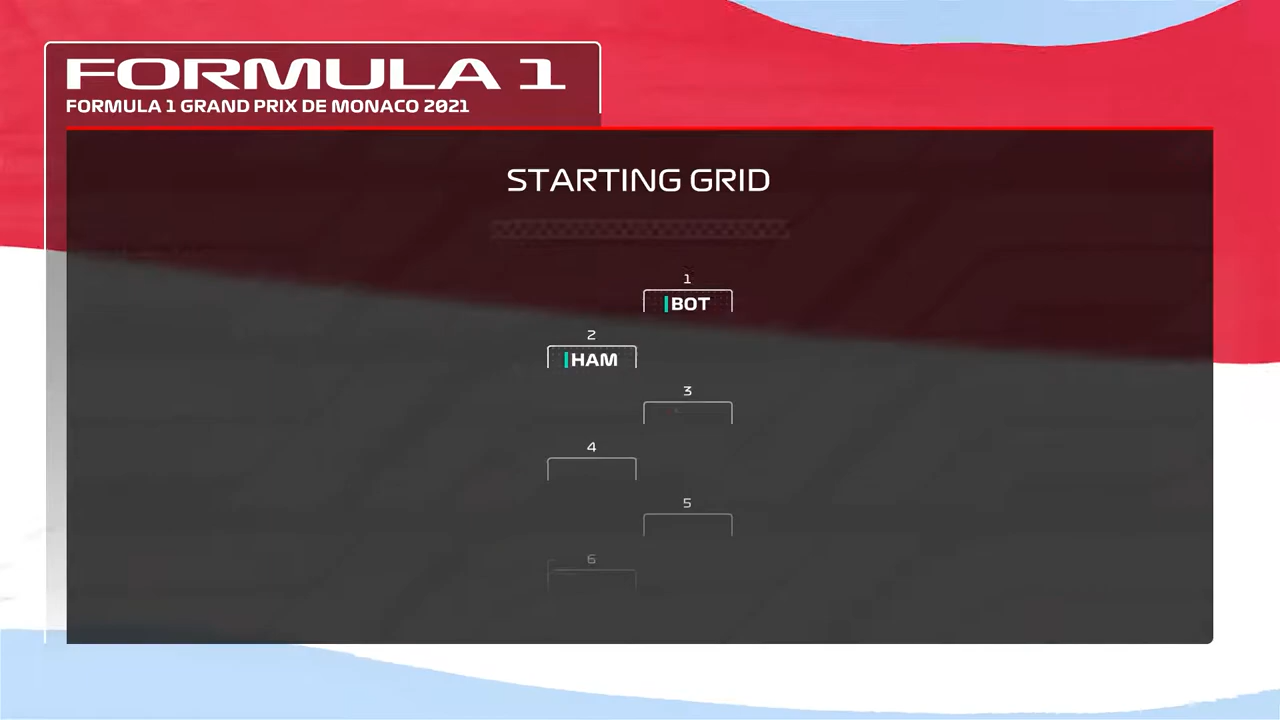 FORMULA 1
FORMULA 1 GRAND PRIX DE MONACO 2021
STARTING GRID
1
BOT
2
HAM
3
4
5
6